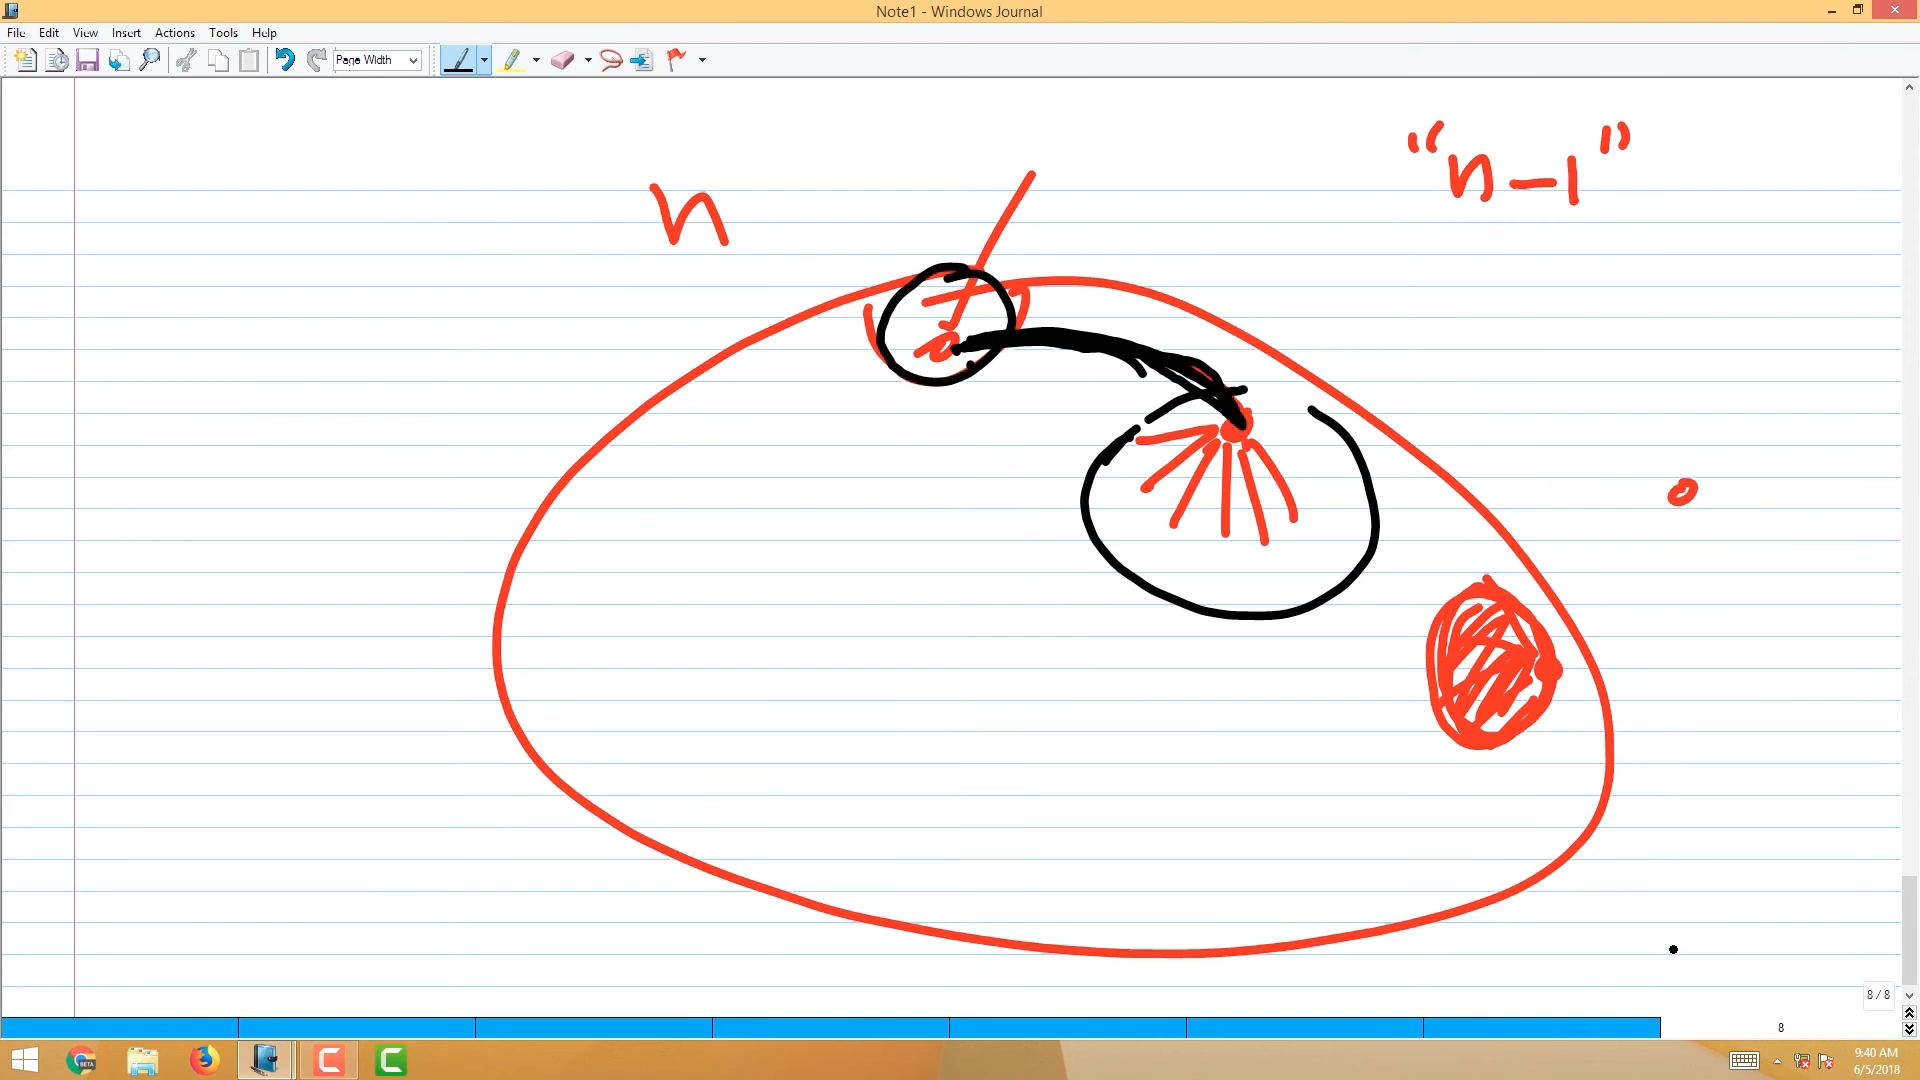 Note1 - Windows Journal
File Edit View Insert Actions Tools Help
Page Width
"n-1"
n
8 / 8
8
BETA
9:40 AM
6/5/2018